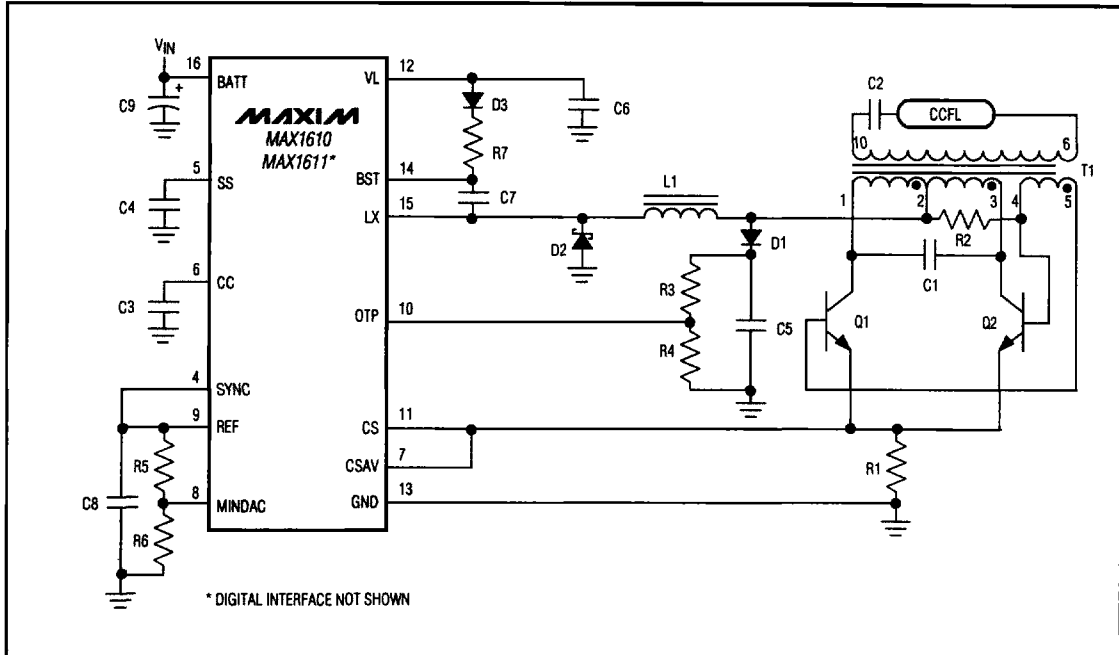 VIN
16 BATT
VL 12
C9
+
MAXIM
MAX1610
MAX1611*
D3
C6
R7
5 SS
BST 14
C4
C7
LX 15
L1
D2
D1
6 CC
C3
OTP 10
R3
R4
C5
C2
CCFL
10
6
T1
1
2
3
4
5
R2
C1
Q1
Q2
4 SYNC
9 REF
CS 11
R5
CSAV 7
R1
8 MINDAC
GND 13
C8
R6
* DIGITAL INTERFACE NOT SHOWN